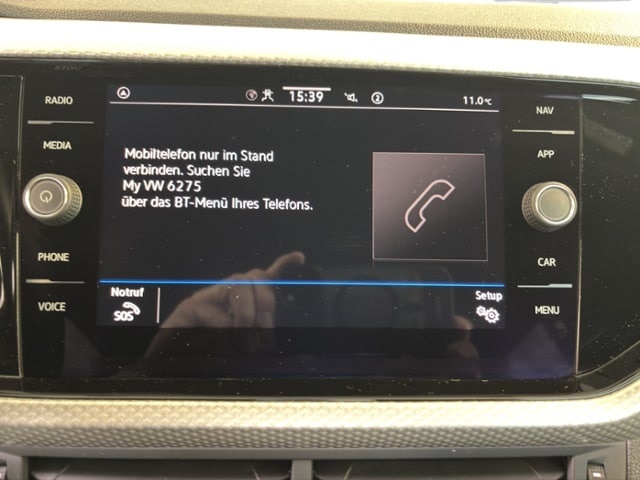 RADIO
MEDIA
PHONE
VOICE
15:39
2
11.0°C
Mobiltelefon nur im Stand
verbinden. Suchen Sie
My VW 6275
über das BT-Menü Ihres Telefons.
Notruf
SOS
Setup
NAV
APP
CAR
MENU